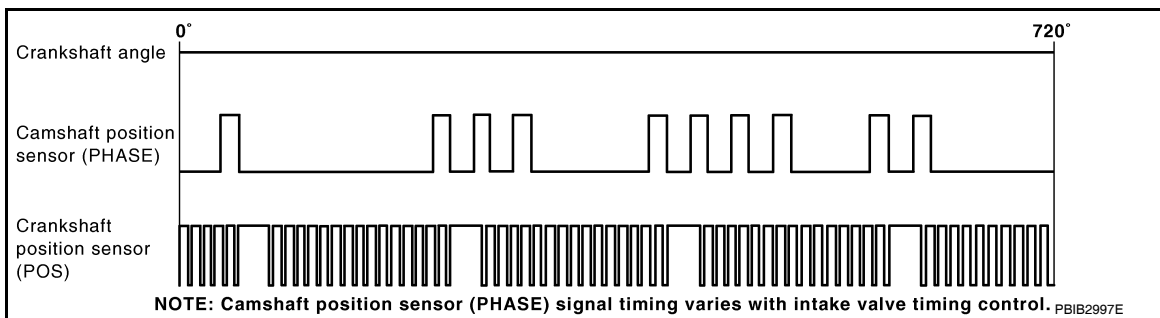 0° 720°
Crankshaft angle
Camshaft position
sensor (PHASE)
Crankshaft
position sensor
(POS)
NOTE: Camshaft position sensor (PHASE) signal timing varies with intake valve timing control. PBIB2997E